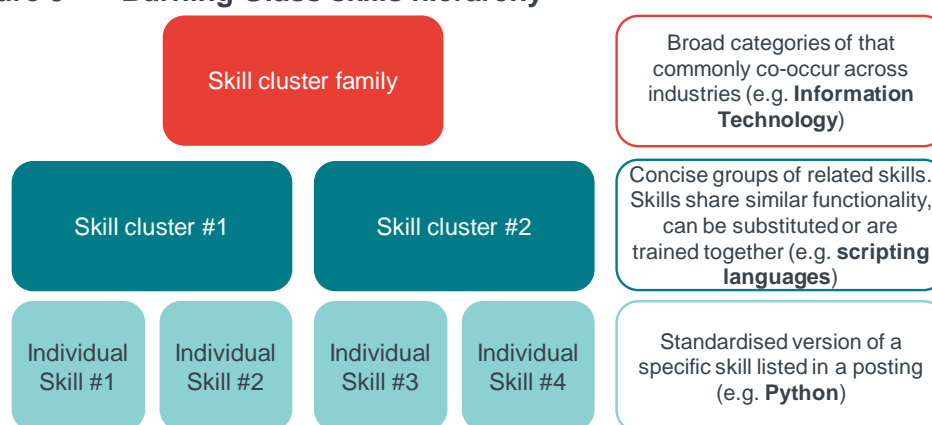 Burning Glass skills hierarchy
Skill cluster family
Broad categories of that
commonly co-occur across
industries (e.g. Information
Technology)
Skill cluster #1
Skill cluster #2
Concise groups of related skills.
Skills share similar functionality,
can be substituted or are
trained together (e.g. scripting
languages)
Individual
Skill #1
Individual
Skill #2
Individual
Skill #3
Individual
Skill #4
Standardised version of a
specific skill listed in a posting
(e.g. Python)